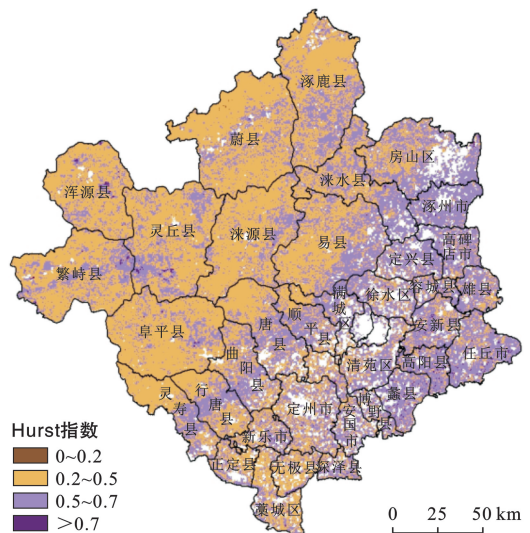 涿鹿县
蔚县
房山区
涞水县
浑源县
涿州市
灵丘县
涞源县
易县
高碑
店市
定兴县
繁峙县
满
城
区
徐水区
容城县
雄县
阜平县
唐
县
顺
平
县
安新县
任丘市
曲
阳
县
清苑区
高阳县
灵
寿
县
行
唐
县
定州市
蠡县
博
野
县
安
国
市
新乐市
正定县
无极县
深泽县
藁城区
Hurst指数
0~0.2
0.2~0.5
0.5~0.7
>0.7
0 25 50 km